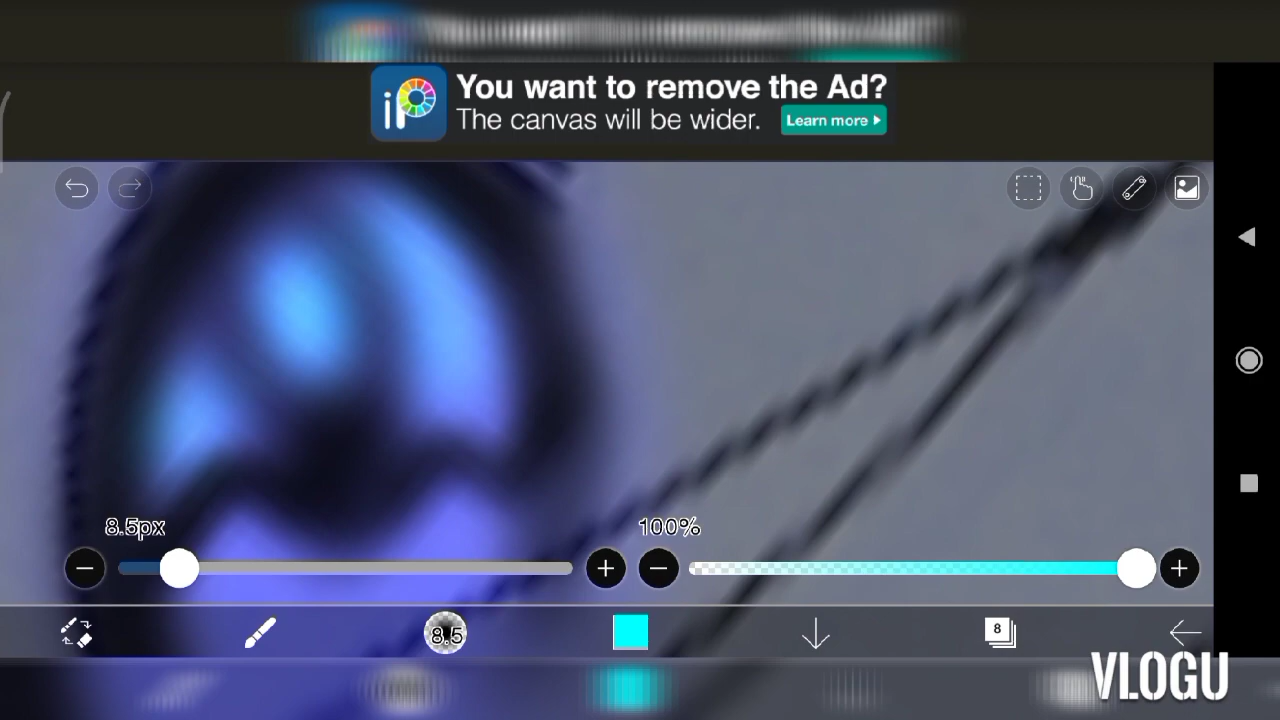 iP
You want to remove the Ad?
The canvas will be wider.
Learn more
8.5px
100%
8.5
8
VLOGU